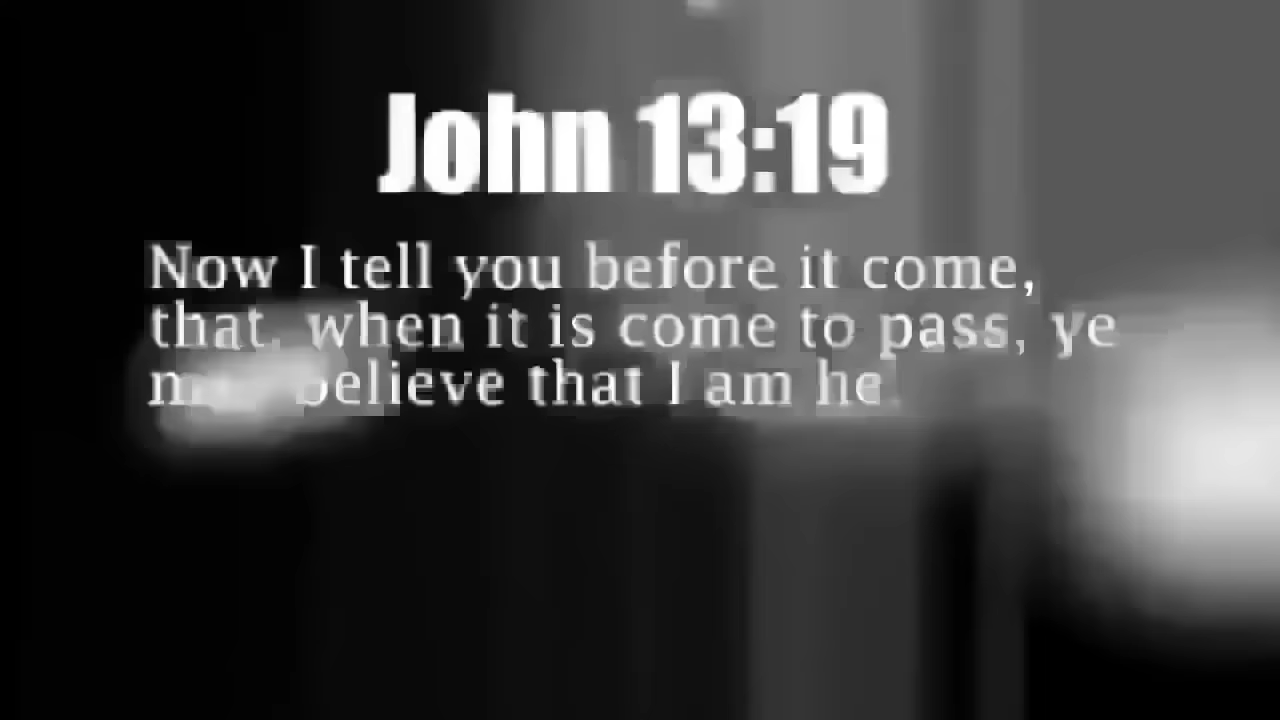 John 13:19
Now I tell you before it come,
that, when it is come to pass, ye
believe that I am he.